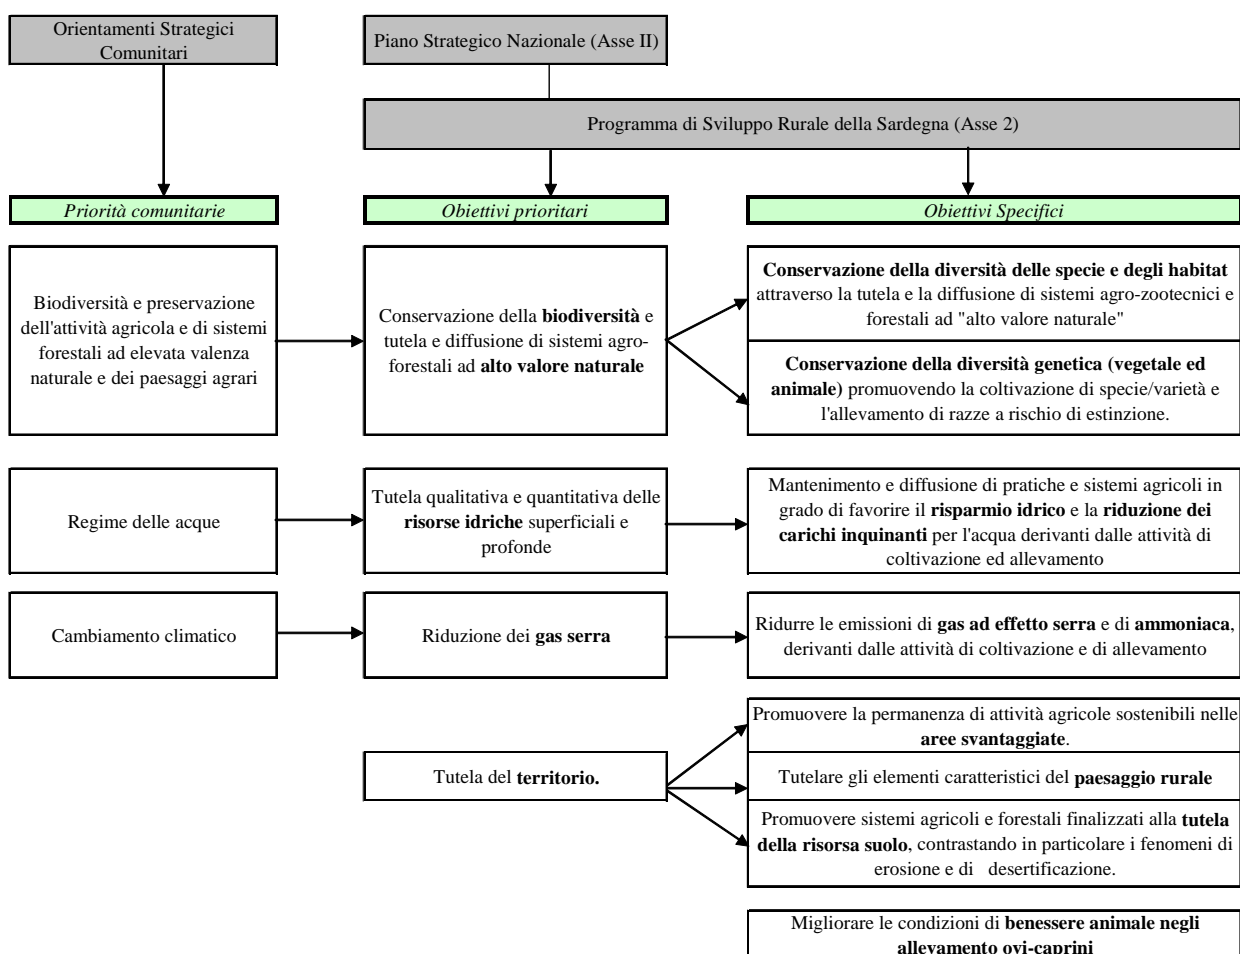 Orientamenti Strategici
Comunitari
Piano Strategico Nazionale (Asse II)
Programma di Sviluppo Rurale della Sardegna (Asse 2)
Priorità comunitarie
Obiettivi prioritari
Obiettivi Specifici
Biodiversità e preservazione
dell'attività agricola e di sistemi
forestali ad elevata valenza
naturale e dei paesaggi agrari
Conservazione della biodiversità e
tutela e diffusione di sistemi agro-
forestali ad alto valore naturale
Conservazione della diversità delle specie e degli habitat
attraverso la tutela e la diffusione di sistemi agro-zootecnici e
forestali ad "alto valore naturale"
Conservazione della diversità genetica (vegetale ed
animale) promuovendo la coltivazione di specie/varietà e
l'allevamento di razze a rischio di estinzione.
Regime delle acque
Tutela qualitativa e quantitativa delle
risorse idriche superficiali e
profonde
Mantenimento e diffusione di pratiche e sistemi agricoli in
grado di favorire il risparmio idrico e la riduzione dei
carichi inquinanti per l'acqua derivanti dalle attività di
coltivazione ed allevamento
Cambiamento climatico
Riduzione dei gas serra
Ridurre le emissioni di gas ad effetto serra e di ammoniaca,
derivanti dalle attività di coltivazione e di allevamento
Tutela del territorio.
Promuovere la permanenza di attività agricole sostenibili nelle
aree svantaggiate.
Tutelare gli elementi caratteristici del paesaggio rurale
Promuovere sistemi agricoli e forestali finalizzati alla tutela
della risorsa suolo, contrastando in particolare i fenomeni di
erosione e di desertificazione.
Migliorare le condizioni di benessere animale negli
allevamento ovi-caprini